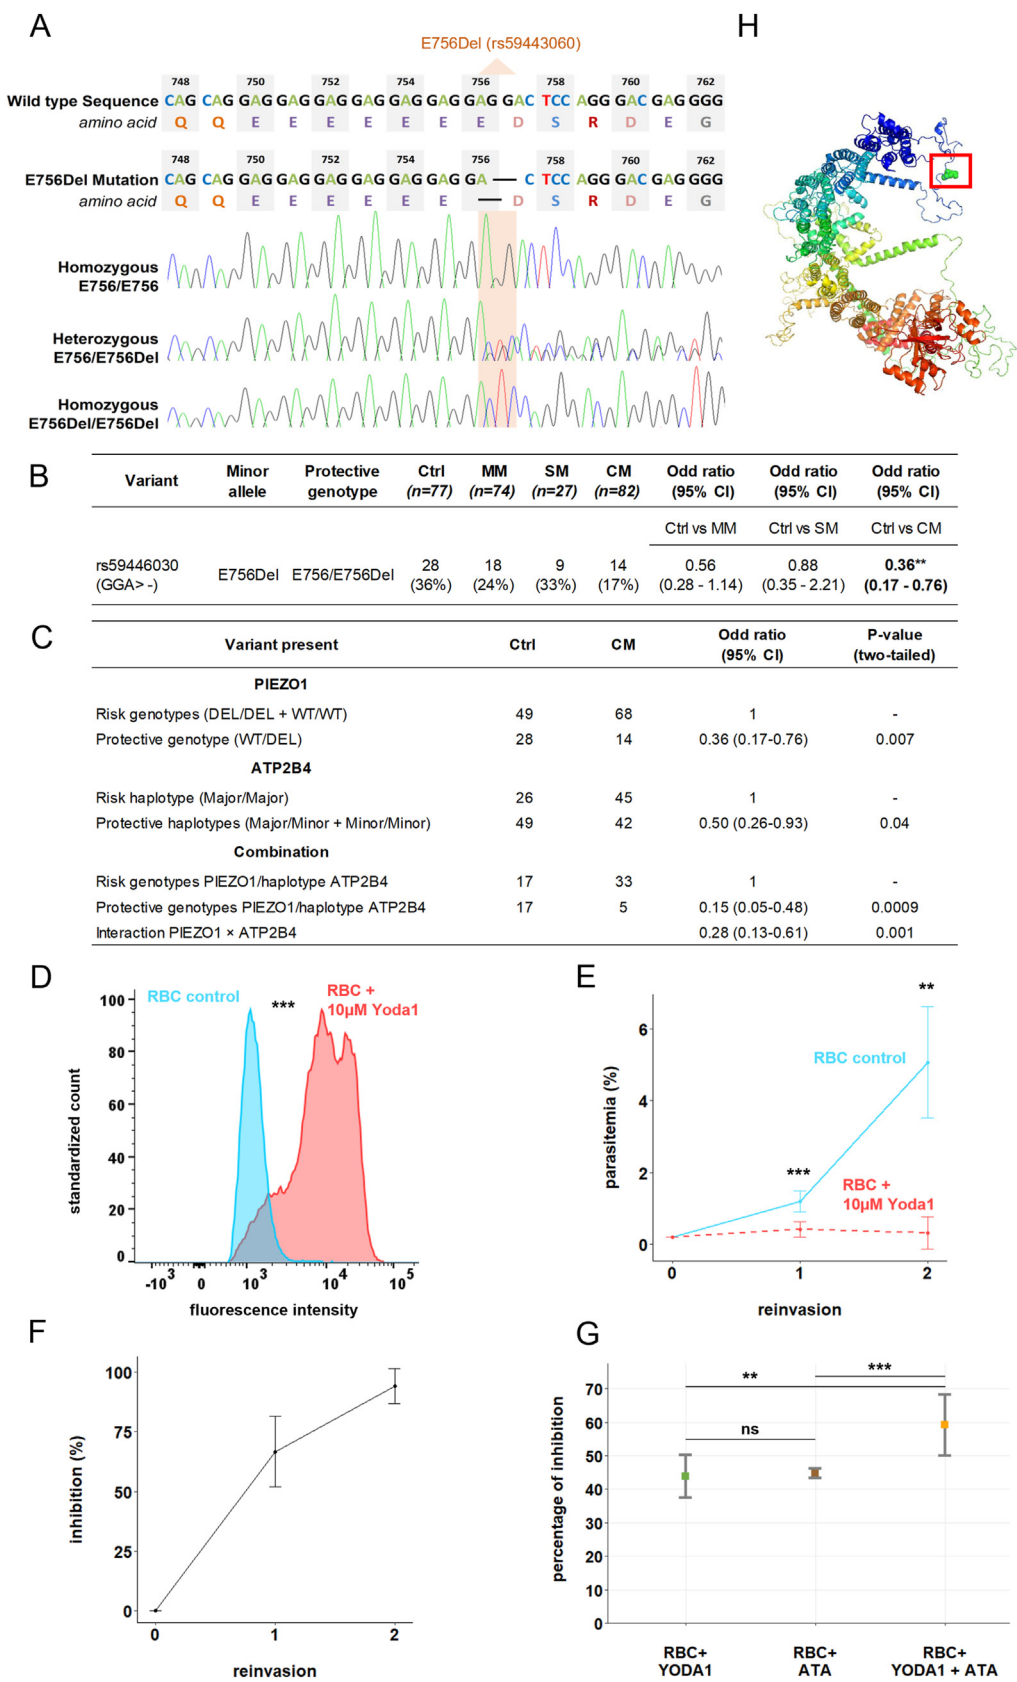 A
H
E756Del (rs59443060)
748 750 752 754 756 758 760 762
Wild type Sequence CAG CAG GAG GAG GAG GAG GAG GAG GAG GAC TCC AGG GAC GAG GGG
amino acid Q Q E E E E E E E D S R D E G
748 750 752 754 756 758 760 762
E756Del Mutation CAG CAG GAG GAG GAG GAG GAG GAG GA — C TCC AGG GAC GAG GGG
amino acid Q Q E E E E E E — D S R D E G
Homozygous
E756/E756
Heterozygous
E756/E756Del
Homozygous
E756Del/E756Del
B
Variant Minor allele Protective genotype Ctrl (n=77) MM (n=74) SM (n=27) CM (n=82) Odd ratio (95% CI) Odd ratio (95% CI) Odd ratio (95% CI)
Ctrl vs MM Ctrl vs SM Ctrl vs CM
rs59446030 28 18 9 14 0.56 0.88 0.36**
(GGA> -) E756Del E756/E756Del (36%) (24%) (33%) (17%) (0.28 - 1.14) (0.35 - 2.21) (0.17 - 0.76)
C
Variant present Ctrl CM Odd ratio (95% CI) P-value (two-tailed)
PIEZO1
Risk genotypes (DEL/DEL + WT/WT) 49 68 1 -
Protective genotype (WT/DEL) 28 14 0.36 (0.17-0.76) 0.007
ATP2B4
Risk haplotype (Major/Major) 26 45 1 -
Protective haplotypes (Major/Minor + Minor/Minor) 49 42 0.50 (0.26-0.93) 0.04
Combination
Risk genotypes PIEZO1/haplotype ATP2B4 17 33 1 -
Protective genotypes PIEZO1/haplotype ATP2B4 17 5 0.15 (0.05-0.48) 0.0009
Interaction PIEZO1 × ATP2B4 0.28 (0.13-0.61) 0.001
D
RBC control
***
RBC +
10µM Yoda1
standardized count
100
80
60
40
20
0
-10³ 0 10³ 10⁴ 10⁵
fluorescence intensity
E
**
RBC control
***
RBC +
10µM Yoda1
parasitemia (%)
6
4
2
0
0 1 2
reinvasion
F
inhibition (%)
100
75
50
25
0
0 1 2
reinvasion
G
***
**
ns
percentage of inhibition
70
60
50
40
30
20
10
0
RBC+ RBC+ RBC+
YODA1 ATA YODA1 + ATA